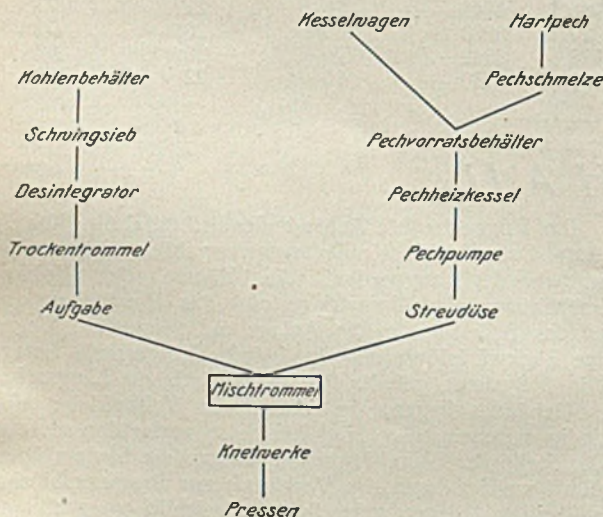 Kesselwagen Hartpech
Kohlenbehälter Pechschmelze
Schwingsieb Pechvorratsbehälter
Desintegrator Pechheizkessel
Trockentrommel Pechpumpe
Aufgabe Streudüse
Mischtrommel
Knetwerke
Pressen